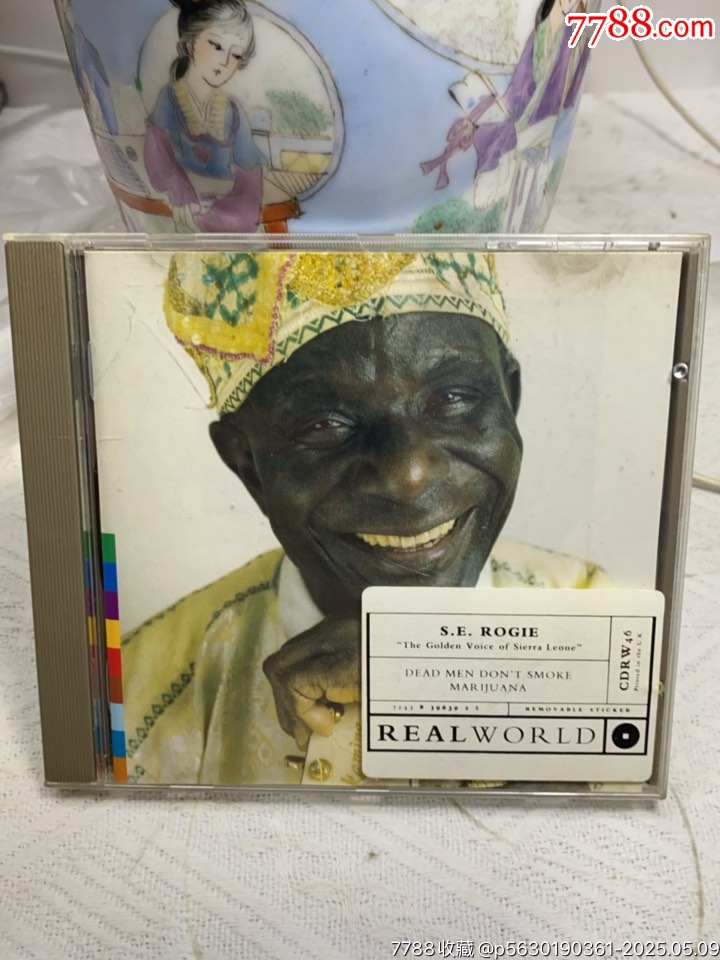 7788.com
S.E. ROGIE
"The Golden Voice of Sierra Leone"
DEAD MEN DON'T SMOKE
MARIJUANA
REMOVABLE STICKER
CDRW46
Printed in the U.K
REALWORLD
7788收藏 @p5630190361-2025.05.09